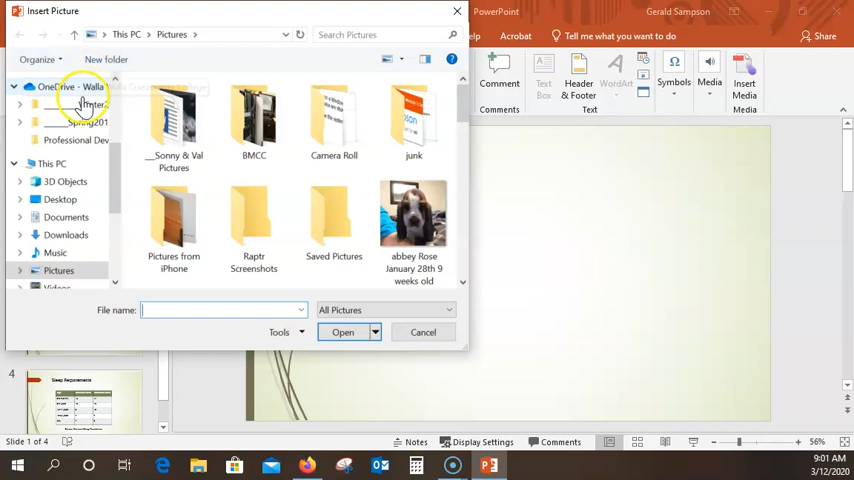 Insert Picture
PowerPoint
Gerald Sampson
This PC
Pictures
Search Pictures
Acrobat
Tell me what you want to do
Share
Organize
New folder
OneDrive - Walla
Professional Dev
This PC
3D Objects
Desktop
Documents
Downloads
Music
Pictures
Videos
__Sonny & Val
Pictures
BMCC
Camera Roll
junk
Pictures from
iPhone
Raptr
Screenshots
Saved Pictures
abbey Rose
January 28th 9
weeks old
File name:
All Pictures
Tools
Open
Cancel
Comment
Comments
Text
Box
Header
& Footer
WordArt
Text
Symbols
Media
Insert
Media
Media
4
Sleep Requirements
Slide 1 of 4
Notes
Display Settings
Comments
56%
9:01 AM
3/12/2020